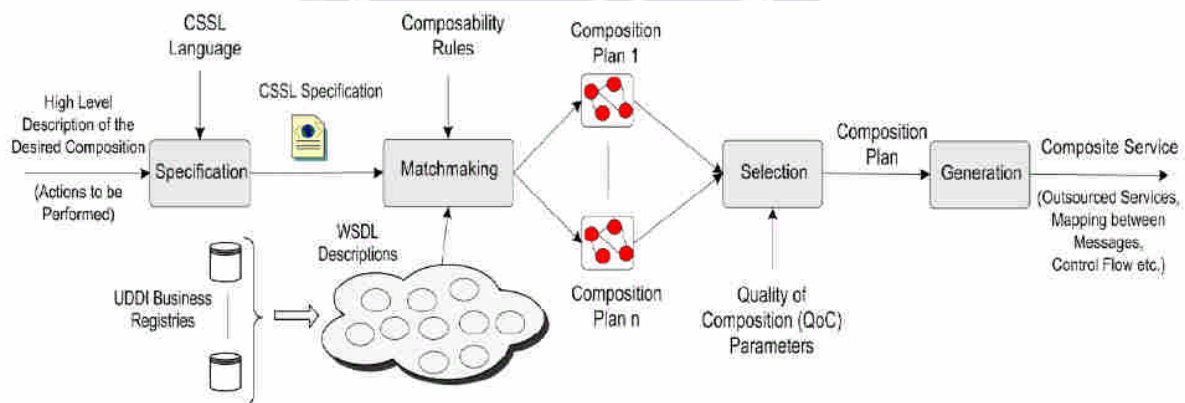 CSSL
Language
Composability
Rules
Composition
Plan 1
High Level
Description of the
Desired Composition
CSSL Specification
Specification
(Actions to be
Performed)
Matchmaking
Selection
Composition
Plan
Generation
Composite Service
(Outsourced Services,
Mapping between
Messages,
Control Flow etc.)
WSDL
Descriptions
UDDI Business
Registries
Composition
Plan n
Quality of
Composition (QoC)
Parameters